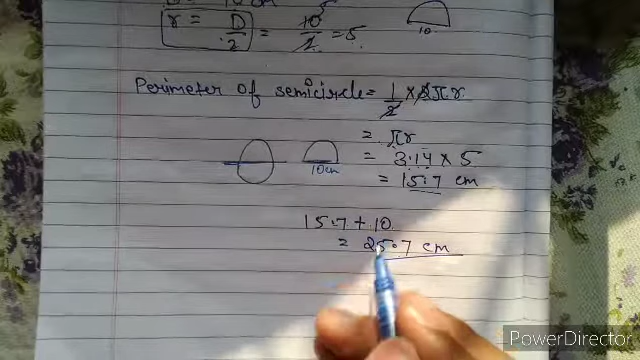 r = D/2 = 10/2 = 5
10
Perimeter of semicircle = 1/2 × 2πr
= πr
10cm
= 3.14 × 5
= 15.7 cm
15.7 + 10
= 25.7 cm
PowerDirector